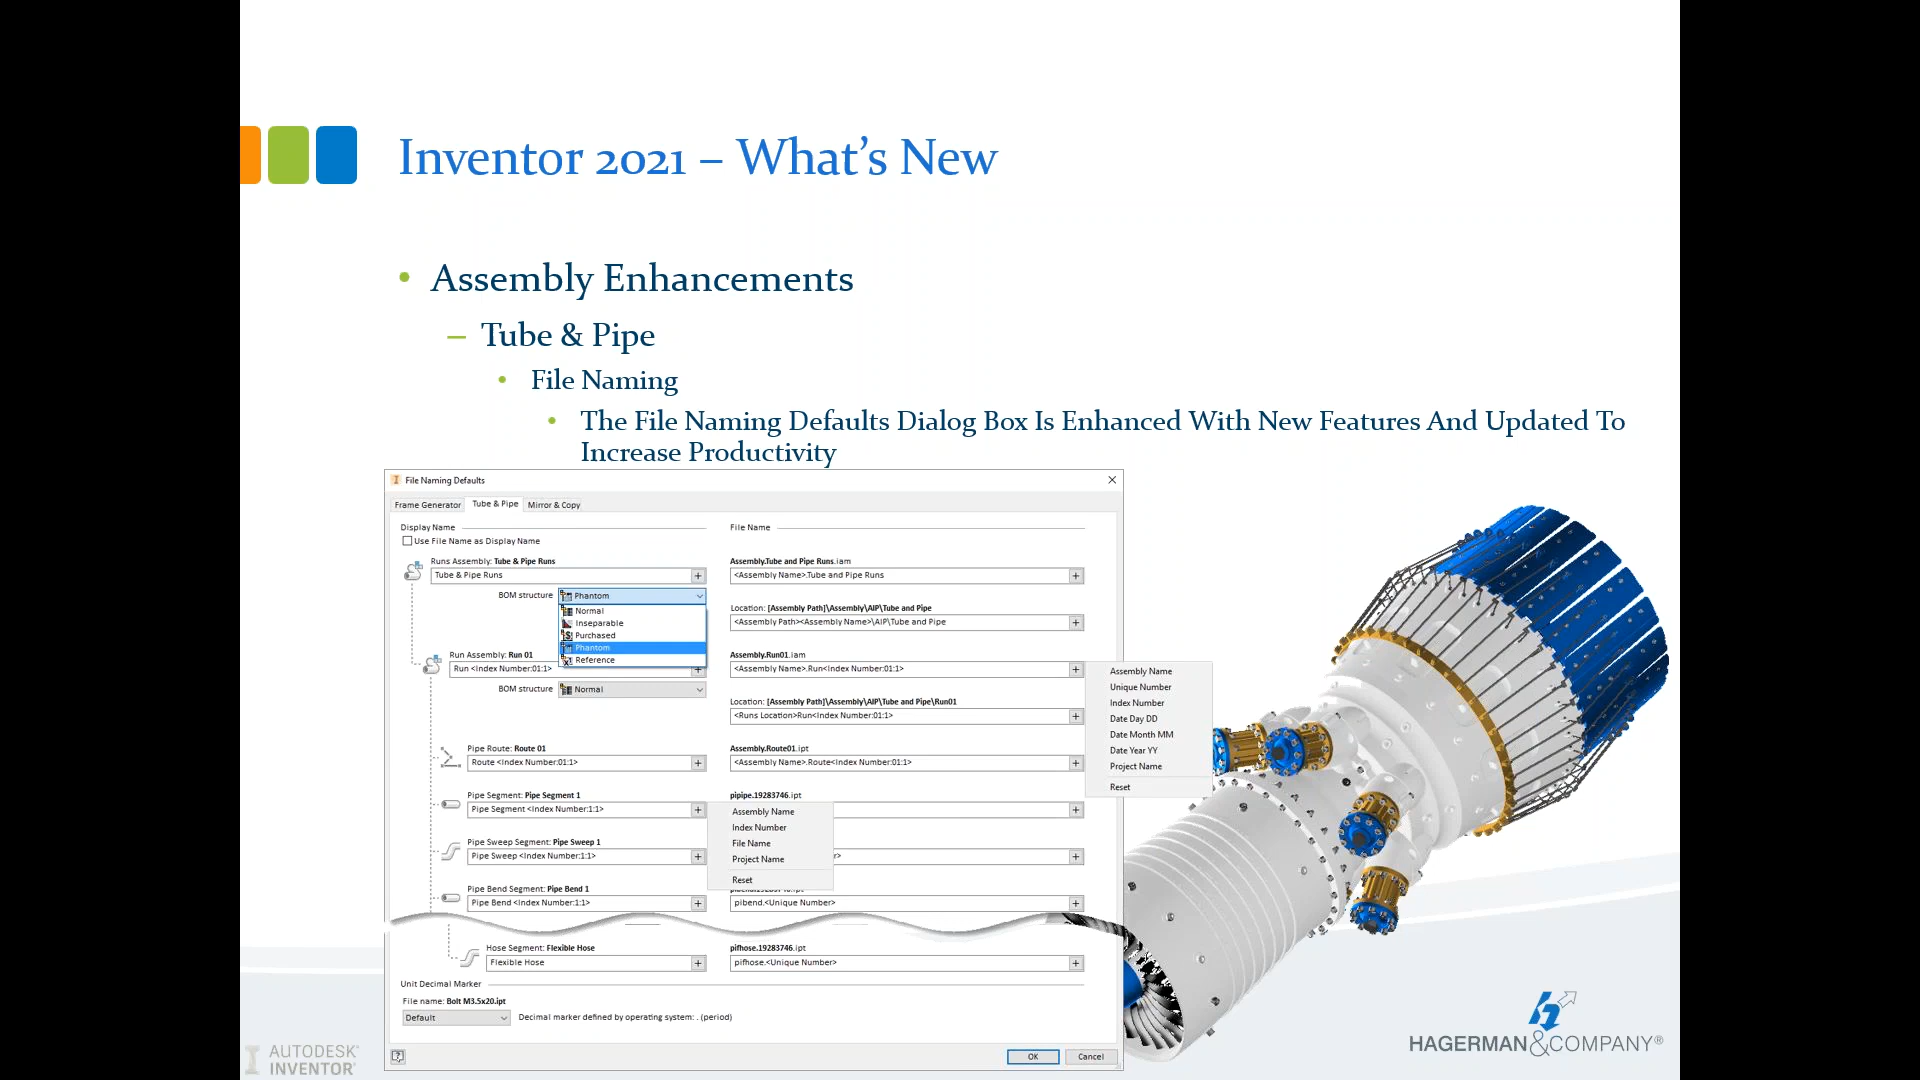 Inventor 2021 – What's New
• Assembly Enhancements
– Tube & Pipe
• File Naming
• The File Naming Defaults Dialog Box Is Enhanced With New Features And Updated To
Increase Productivity
File Naming Defaults
Frame Generator Tube & Pipe Mirror & Copy
Display Name File Name
Use File Name as Display Name
Runs Assembly: Tube & Pipe Runs Assembly.Tube and Pipe Runs.iam
Tube & Pipe Runs + <Assembly Name>.Tube and Pipe Runs +
BOM structure Phantom
Normal
Inseparable
Purchased
Phantom
Reference
Location: [Assembly Path]\Assembly\AIP\Tube and Pipe
<Assembly Path><Assembly Name>\AIP\Tube and Pipe +
Run Assembly: Run 01 Assembly.Run01.iam
Run <Index Number:01:1> + <Assembly Name>.Run<Index Number:01:1> +
BOM structure Normal
Location: [Assembly Path]\Assembly\AIP\Tube and Pipe\Run01
<Runs Location>Run<Index Number:01:1> +
Assembly Name
Unique Number
Index Number
Date Day DD
Date Month MM
Date Year YY
Project Name
Reset
Pipe Route: Route 01 Assembly.Route01.ipt
Route <Index Number:01:1> + <Assembly Name>.Route<Index Number:01:1> +
Pipe Segment: Pipe Segment 1 pipipe.19283746.ipt
Pipe Segment <Index Number:1:1> + +
Assembly Name
Index Number
File Name
Project Name
Reset
Pipe Sweep Segment: Pipe Sweep 1
Pipe Sweep <Index Number:1:1> + r> +
Pipe Bend Segment: Pipe Bend 1
Pipe Bend <Index Number:1:1> + pibend.<Unique Number> +
Hose Segment: Flexible Hose pifhose.19283746.ipt
Flexible Hose + pifhose.<Unique Number> +
Unit Decimal Marker
File name: Bolt M3.5x20.ipt
Default Decimal marker defined by operating system: . (period)
? OK Cancel
AUTODESK®
INVENTOR®
HAGERMAN&COMPANY®